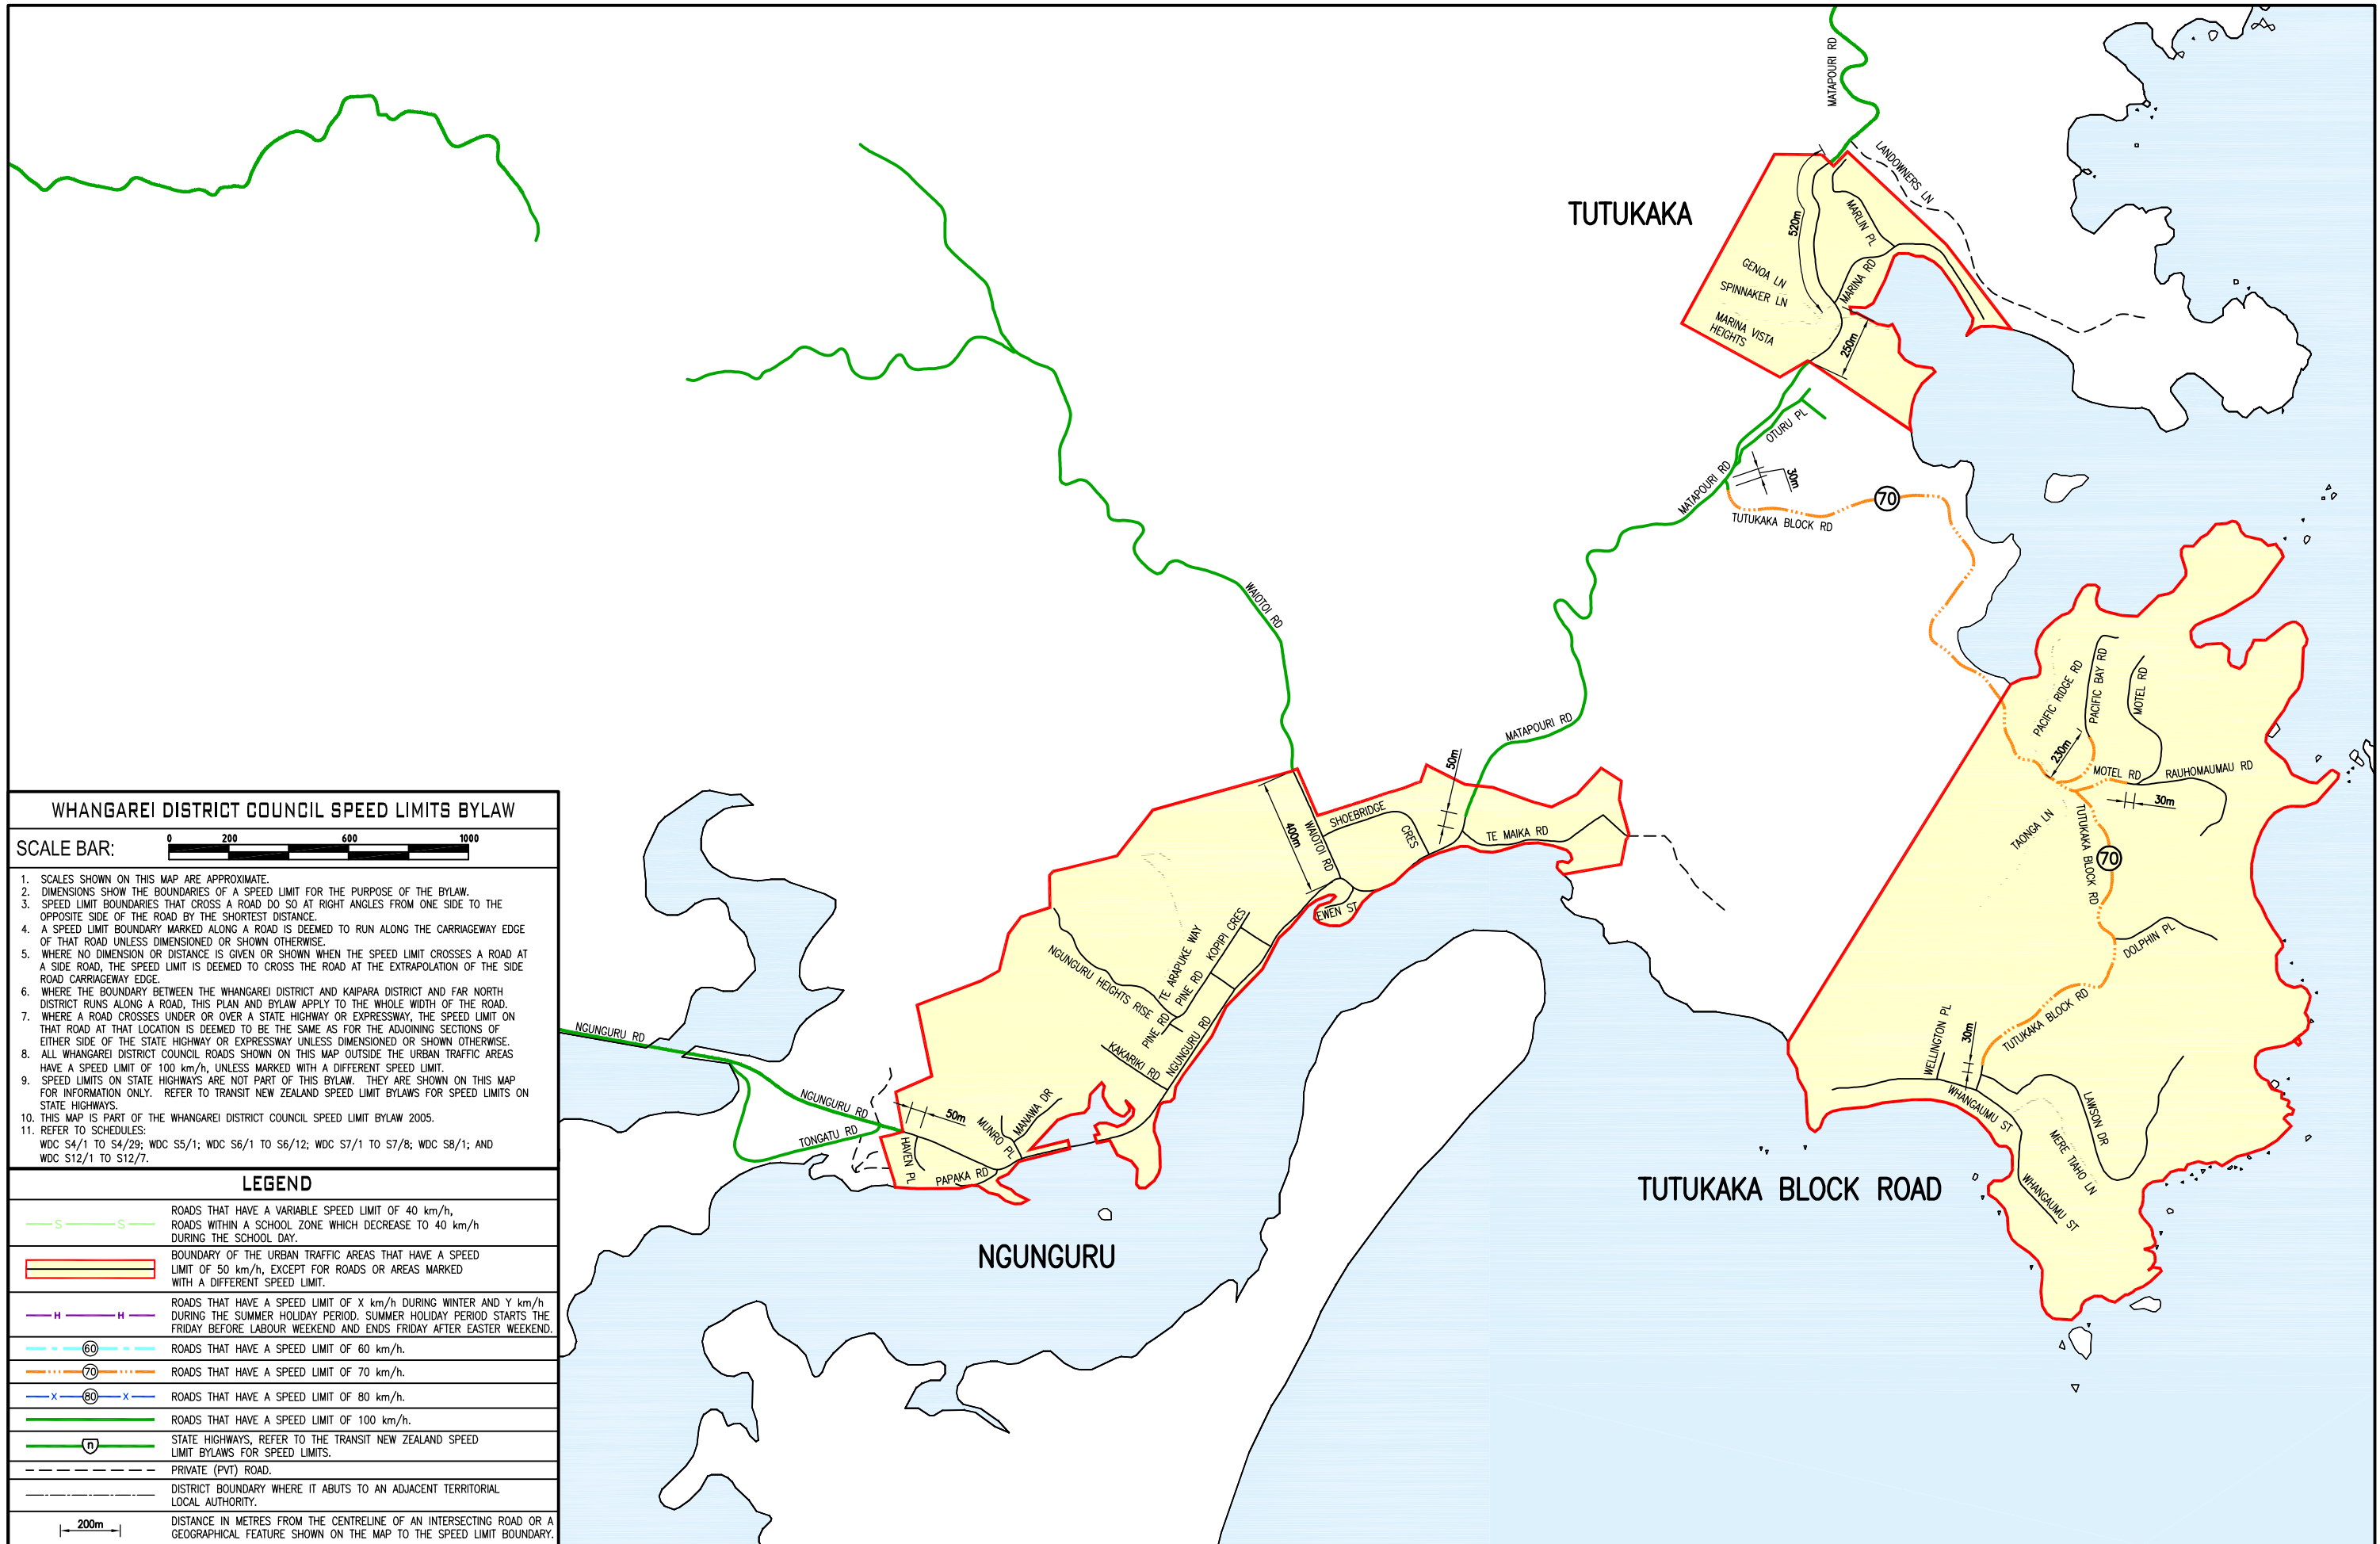 MATAPOURI RD
LANDOWNERS LN
TUTUKAKA
520m
MARLIN PL
GENOA LN
SPINNAKER LN
MARINA RD
MARINA VISTA
HEIGHTS
250m
OTURU PL
MATAPOURI RD
30m
70
TUTUKAKA BLOCK RD
WAIOTOI RD
MATAPOURI RD
PACIFIC RIDGE RD
PACIFIC BAY RD
MOTEL RD
230m
MOTEL RD
RAUHOMAUMAU RD
30m
TAONGA LN
TUTUKAKA BLOCK RD
70
DOLPHIN PL
TUTUKAKA BLOCK RD
WELLINGTON PL
30m
WHANGAUMU ST
LAWSON DR
MERE TIAHO LN
WHANGAUMU ST
TUTUKAKA BLOCK ROAD
50m
SHOEBRIDGE
CRES
TE MAIKA RD
400m
WAIOTOI RD
EWEN ST
KOPIPI CRES
TE ARAPUKE WAY
PINE RD
NGUNGURU HEIGHTS RISE
PINE RD
NGUNGURU RD
KAKARIKI RD
NGUNGURU RD
NGUNGURU RD
TONGATU RD
50m
MANAWA DR
MUNRO PL
HAVEN PL
PAPAKA RD
NGUNGURU
WHANGAREI DISTRICT COUNCIL SPEED LIMITS BYLAW
SCALE BAR:
0 200 600 1000
1. SCALES SHOWN ON THIS MAP ARE APPROXIMATE.
2. DIMENSIONS SHOW THE BOUNDARIES OF A SPEED LIMIT FOR THE PURPOSE OF THE BYLAW.
3. SPEED LIMIT BOUNDARIES THAT CROSS A ROAD DO SO AT RIGHT ANGLES FROM ONE SIDE TO THE
OPPOSITE SIDE OF THE ROAD BY THE SHORTEST DISTANCE.
4. A SPEED LIMIT BOUNDARY MARKED ALONG A ROAD IS DEEMED TO RUN ALONG THE CARRIAGEWAY EDGE
OF THAT ROAD UNLESS DIMENSIONED OR SHOWN OTHERWISE.
5. WHERE NO DIMENSION OR DISTANCE IS GIVEN OR SHOWN WHEN THE SPEED LIMIT CROSSES A ROAD AT
A SIDE ROAD, THE SPEED LIMIT IS DEEMED TO CROSS THE ROAD AT THE EXTRAPOLATION OF THE SIDE
ROAD CARRIAGEWAY EDGE.
6. WHERE THE BOUNDARY BETWEEN THE WHANGAREI DISTRICT AND KAIPARA DISTRICT AND FAR NORTH
DISTRICT RUNS ALONG A ROAD, THIS PLAN AND BYLAW APPLY TO THE WHOLE WIDTH OF THE ROAD.
7. WHERE A ROAD CROSSES UNDER OR OVER A STATE HIGHWAY OR EXPRESSWAY, THE SPEED LIMIT ON
THAT ROAD AT THAT LOCATION IS DEEMED TO BE THE SAME AS FOR THE ADJOINING SECTIONS OF
EITHER SIDE OF THE STATE HIGHWAY OR EXPRESSWAY UNLESS DIMENSIONED OR SHOWN OTHERWISE.
8. ALL WHANGAREI DISTRICT COUNCIL ROADS SHOWN ON THIS MAP OUTSIDE THE URBAN TRAFFIC AREAS
HAVE A SPEED LIMIT OF 100 km/h, UNLESS MARKED WITH A DIFFERENT SPEED LIMIT.
9. SPEED LIMITS ON STATE HIGHWAYS ARE NOT PART OF THIS BYLAW. THEY ARE SHOWN ON THIS MAP
FOR INFORMATION ONLY. REFER TO TRANSIT NEW ZEALAND SPEED LIMIT BYLAWS FOR SPEED LIMITS ON
STATE HIGHWAYS.
10. THIS MAP IS PART OF THE WHANGAREI DISTRICT COUNCIL SPEED LIMIT BYLAW 2005.
11. REFER TO SCHEDULES:
WDC S4/1 TO S4/29; WDC S5/1; WDC S6/1 TO S6/12; WDC S7/1 TO S7/8; WDC S8/1; AND
WDC S12/1 TO S12/7.
LEGEND
S S ROADS THAT HAVE A VARIABLE SPEED LIMIT OF 40 km/h,
ROADS WITHIN A SCHOOL ZONE WHICH DECREASE TO 40 km/h
DURING THE SCHOOL DAY.
BOUNDARY OF THE URBAN TRAFFIC AREAS THAT HAVE A SPEED
LIMIT OF 50 km/h, EXCEPT FOR ROADS OR AREAS MARKED
WITH A DIFFERENT SPEED LIMIT.
H H ROADS THAT HAVE A SPEED LIMIT OF X km/h DURING WINTER AND Y km/h
DURING THE SUMMER HOLIDAY PERIOD. SUMMER HOLIDAY PERIOD STARTS THE
FRIDAY BEFORE LABOUR WEEKEND AND ENDS FRIDAY AFTER EASTER WEEKEND.
60 ROADS THAT HAVE A SPEED LIMIT OF 60 km/h.
70 ROADS THAT HAVE A SPEED LIMIT OF 70 km/h.
X 80 X ROADS THAT HAVE A SPEED LIMIT OF 80 km/h.
ROADS THAT HAVE A SPEED LIMIT OF 100 km/h.
n STATE HIGHWAYS, REFER TO THE TRANSIT NEW ZEALAND SPEED
LIMIT BYLAWS FOR SPEED LIMITS.
PRIVATE (PVT) ROAD.
DISTRICT BOUNDARY WHERE IT ABUTS TO AN ADJACENT TERRITORIAL
LOCAL AUTHORITY.
200m DISTANCE IN METRES FROM THE CENTRELINE OF AN INTERSECTING ROAD OR A
GEOGRAPHICAL FEATURE SHOWN ON THE MAP TO THE SPEED LIMIT BOUNDARY.